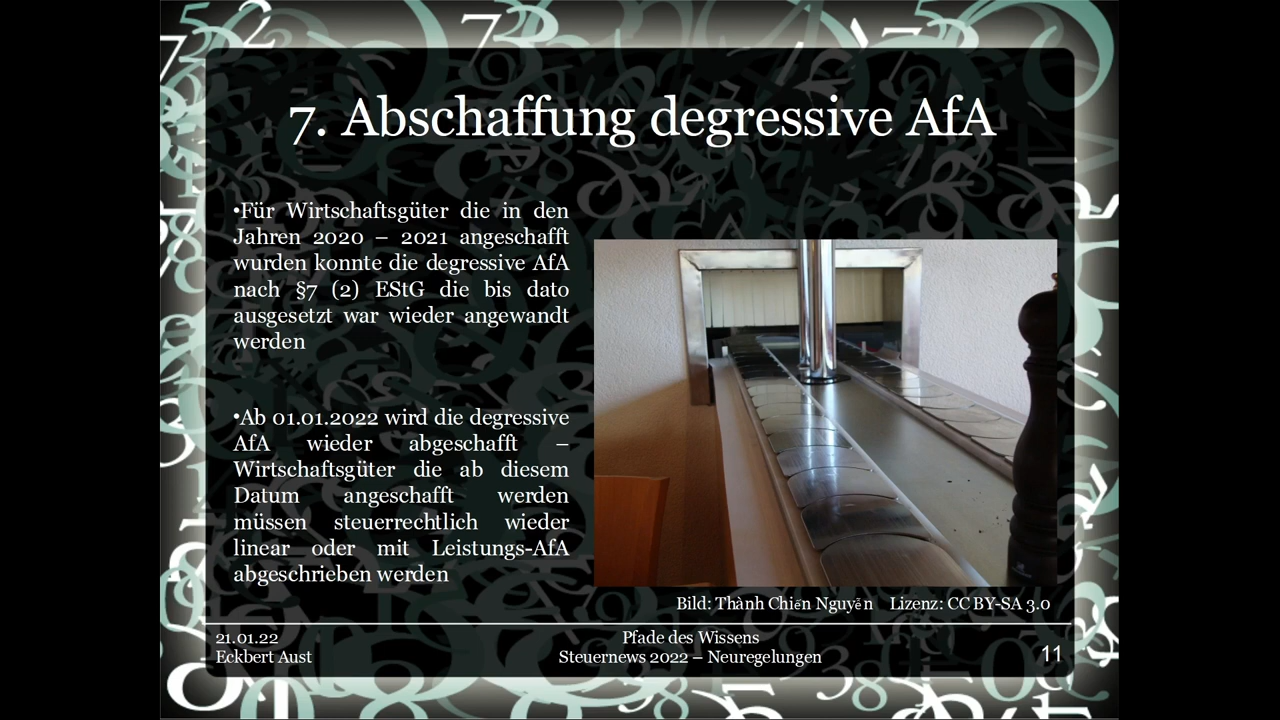 7. Abschaffung degressive AfA
•Für Wirtschaftsgüter die in den
Jahren 2020 – 2021 angeschafft
wurden konnte die degressive AfA
nach §7 (2) EStG die bis dato
ausgesetzt war wieder angewandt
werden
•Ab 01.01.2022 wird die degressive
AfA wieder abgeschafft –
Wirtschaftsgüter die ab diesem
Datum angeschafft werden
müssen steuerrechtlich wieder
linear oder mit Leistungs-AfA
abgeschrieben werden
Bild: Thành Chiến Nguyễn Lizenz: CC BY-SA 3.0
21.01.22
Eckbert Aust
Pfade des Wissens
Steuernews 2022 – Neuregelungen
11